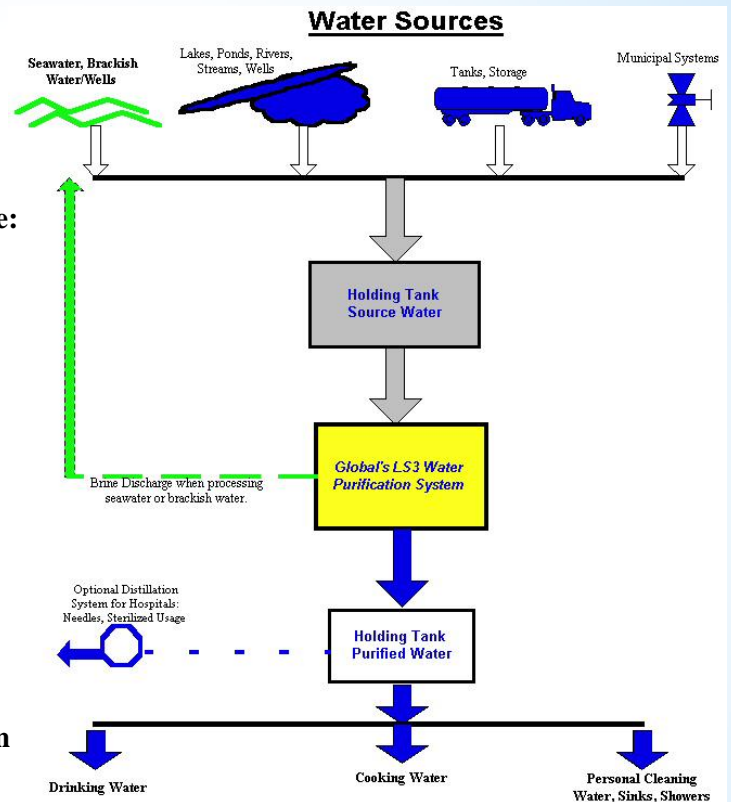 Water Sources
Seawater, Brackish
Water/Wells
Lakes, Ponds, Rivers,
Streams, Wells
Tanks, Storage
Municipal Systems
e:
Holding Tank
Source Water
Global's LS3 Water
Purification System
Brine Discharge when processing
seawater or brackish water.
Optional Distillation
System for Hospitals:
Needles, Sterilized Usage
Holding Tank
Purified Water
n
Drinking Water
Cooking Water
Personal Cleaning
Water, Sinks, Showers